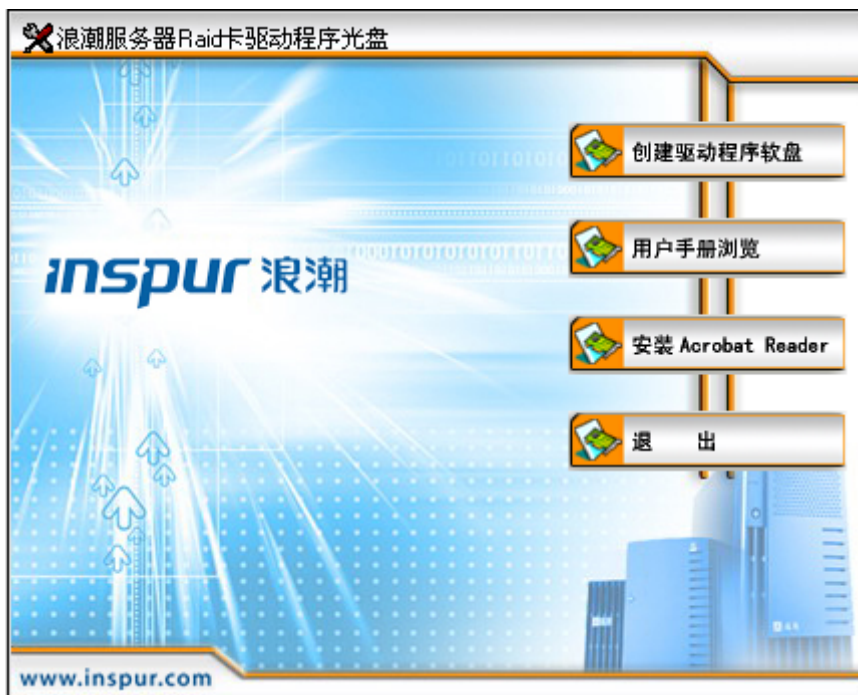 浪潮服务器Raid卡驱动程序光盘
创建驱动程序软盘
用户手册浏览
inspur 浪潮
安装 Acrobat Reader
退 出
www.inspur.com